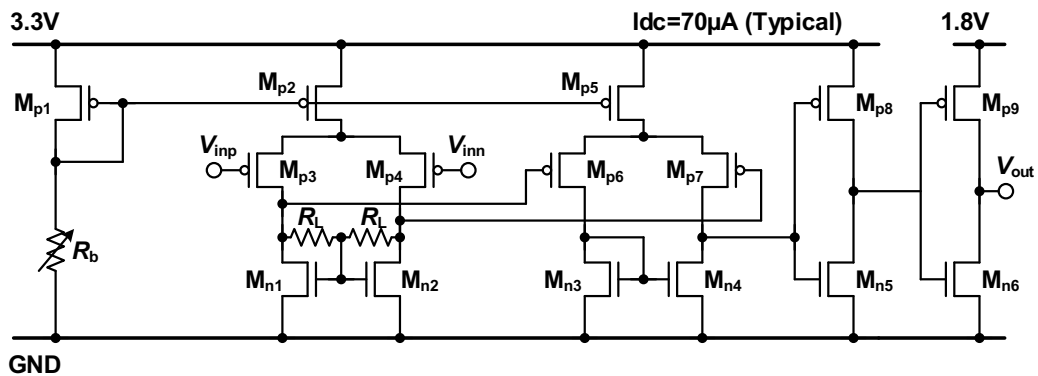 3.3V
Idc=70µA (Typical)
1.8V
Mp1
Mp2
Mp5
Mp8
Mp9
Vinp
Mp3
Mp4
Vinn
Mp6
Mp7
Vout
Rb
RL
RL
Mn1
Mn2
Mn3
Mn4
Mn5
Mn6
GND